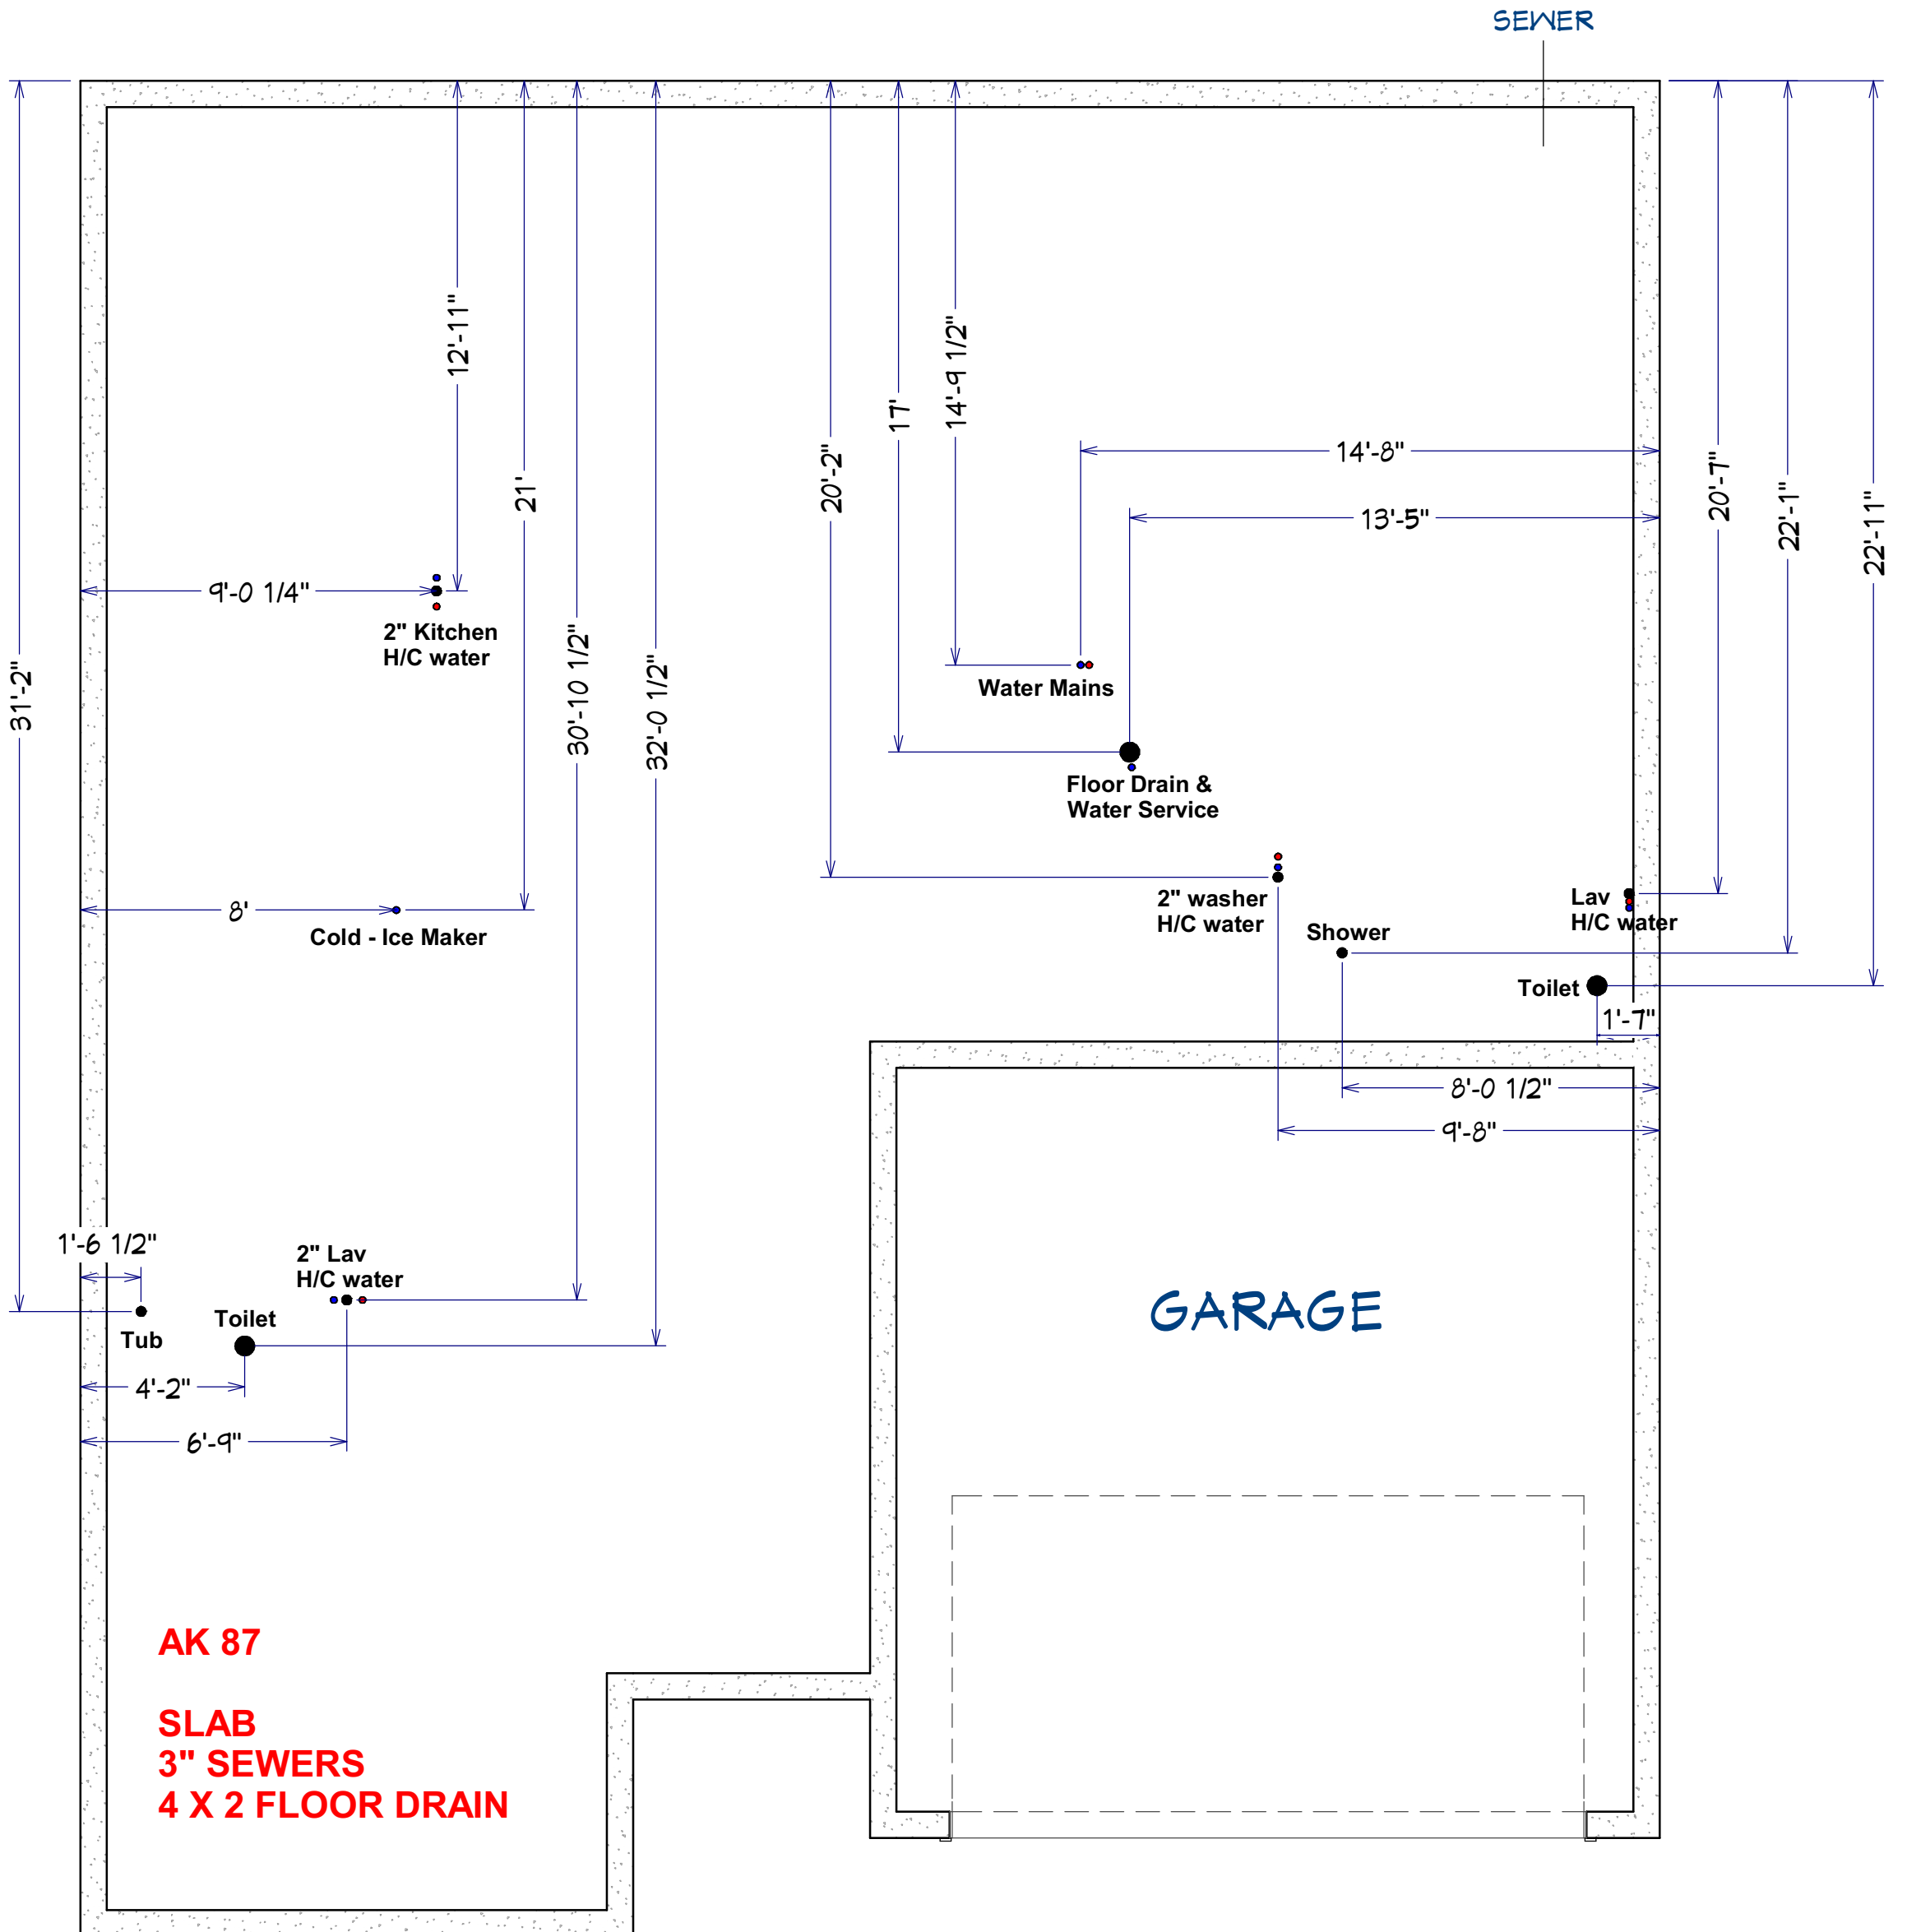 SEWER
12'-11"
14'-9 1/2"
17'
20'-2"
21'
14'-8"
20'-7"
13'-5"
22'-1"
22'-11"
9'-0 1/4"
2" Kitchen
H/C water
31'-2"
30'-10 1/2"
32'-0 1/2"
Water Mains
Floor Drain &
Water Service
8'
Cold - Ice Maker
2" washer
H/C water
Lav
H/C water
Shower
Toilet
1'-7"
8'-0 1/2"
9'-8"
1'-6 1/2"
2" Lav
H/C water
Toilet
Tub
GARAGE
4'-2"
6'-9"
AK 87
SLAB
3" SEWERS
4 X 2 FLOOR DRAIN